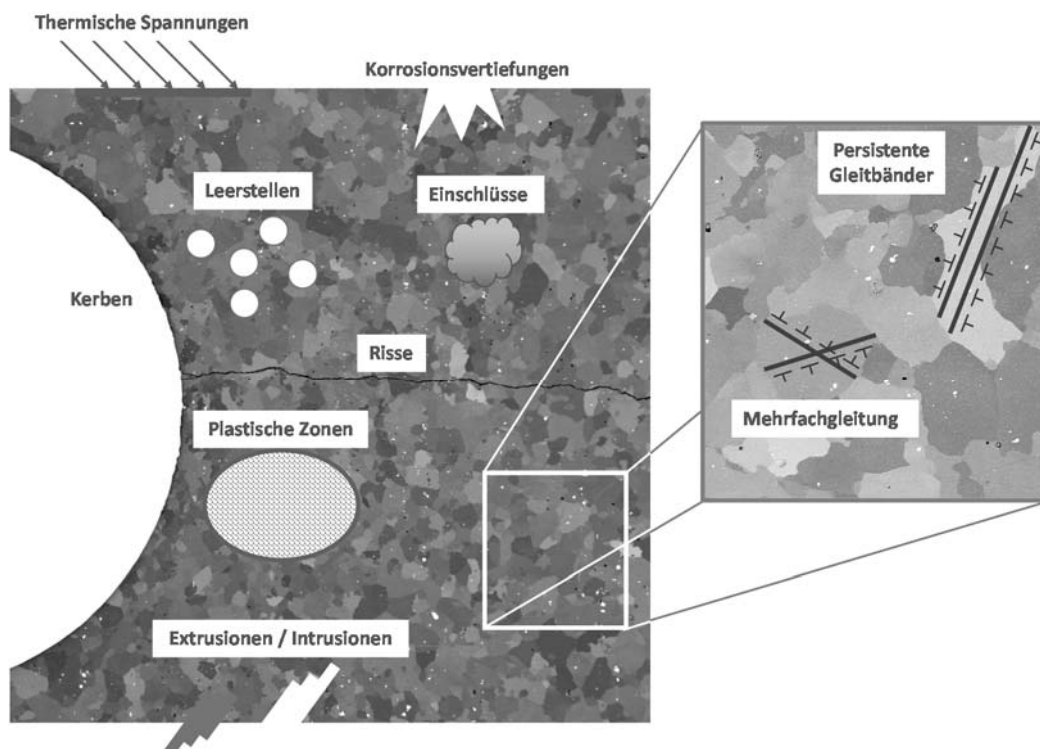 Thermische Spannungen
Korrosionsvertiefungen
Leerstellen
Einschlüsse
Kerben
Risse
Plastische Zonen
Extrusionen / Intrusionen
Persistente
Gleitbänder
Mehrfachgleitung